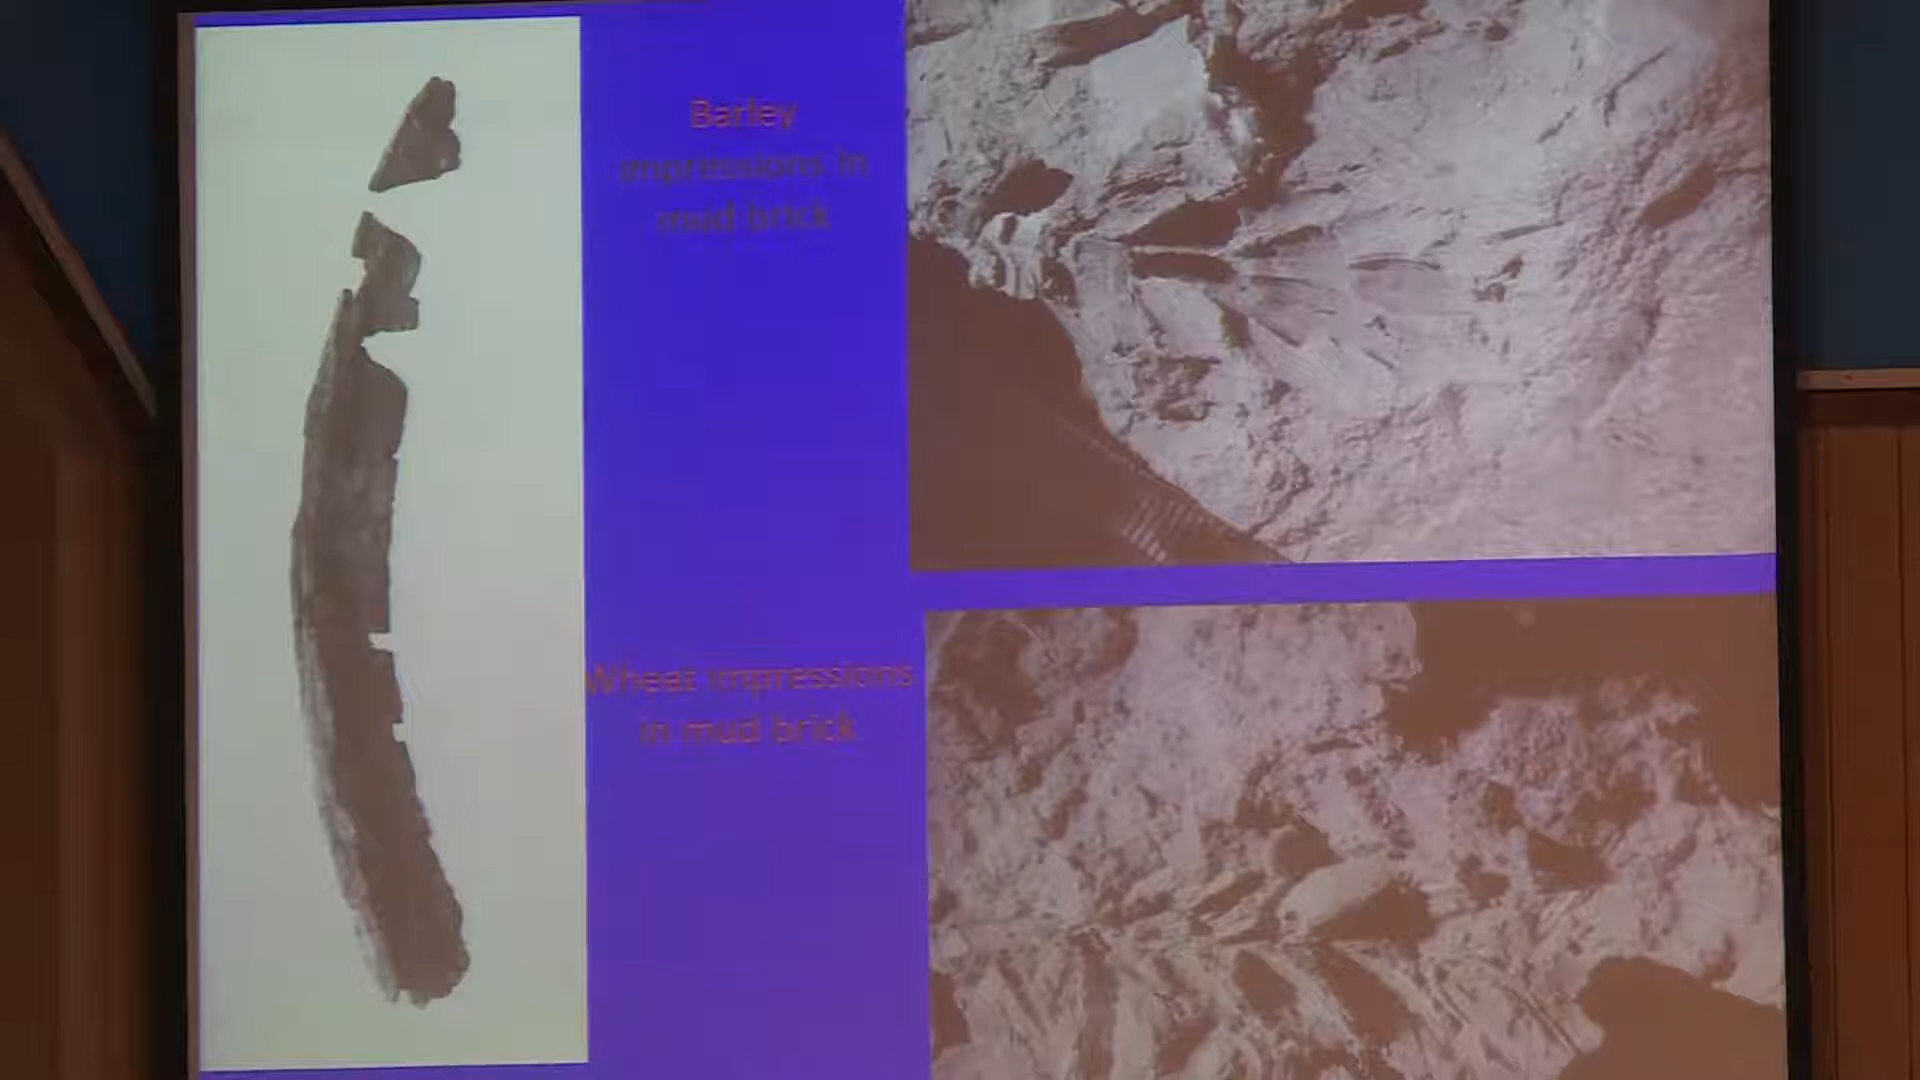 Barley
impressions in
mud brick
Wheat impressions
in mud brick